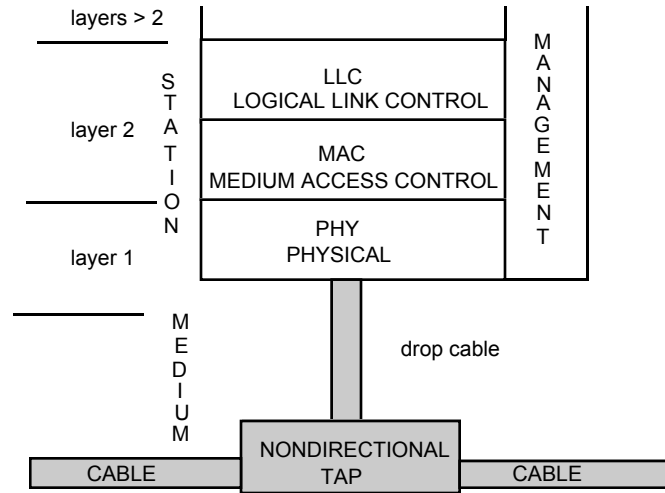 layers > 2
STATION
LLC
LOGICAL LINK CONTROL
MANAGEMENT
layer 2
MAC
MEDIUM ACCESS CONTROL
layer 1
PHY
PHYSICAL
MEDIUM
drop cable
NONDIRECTIONAL
TAP
CABLE
CABLE